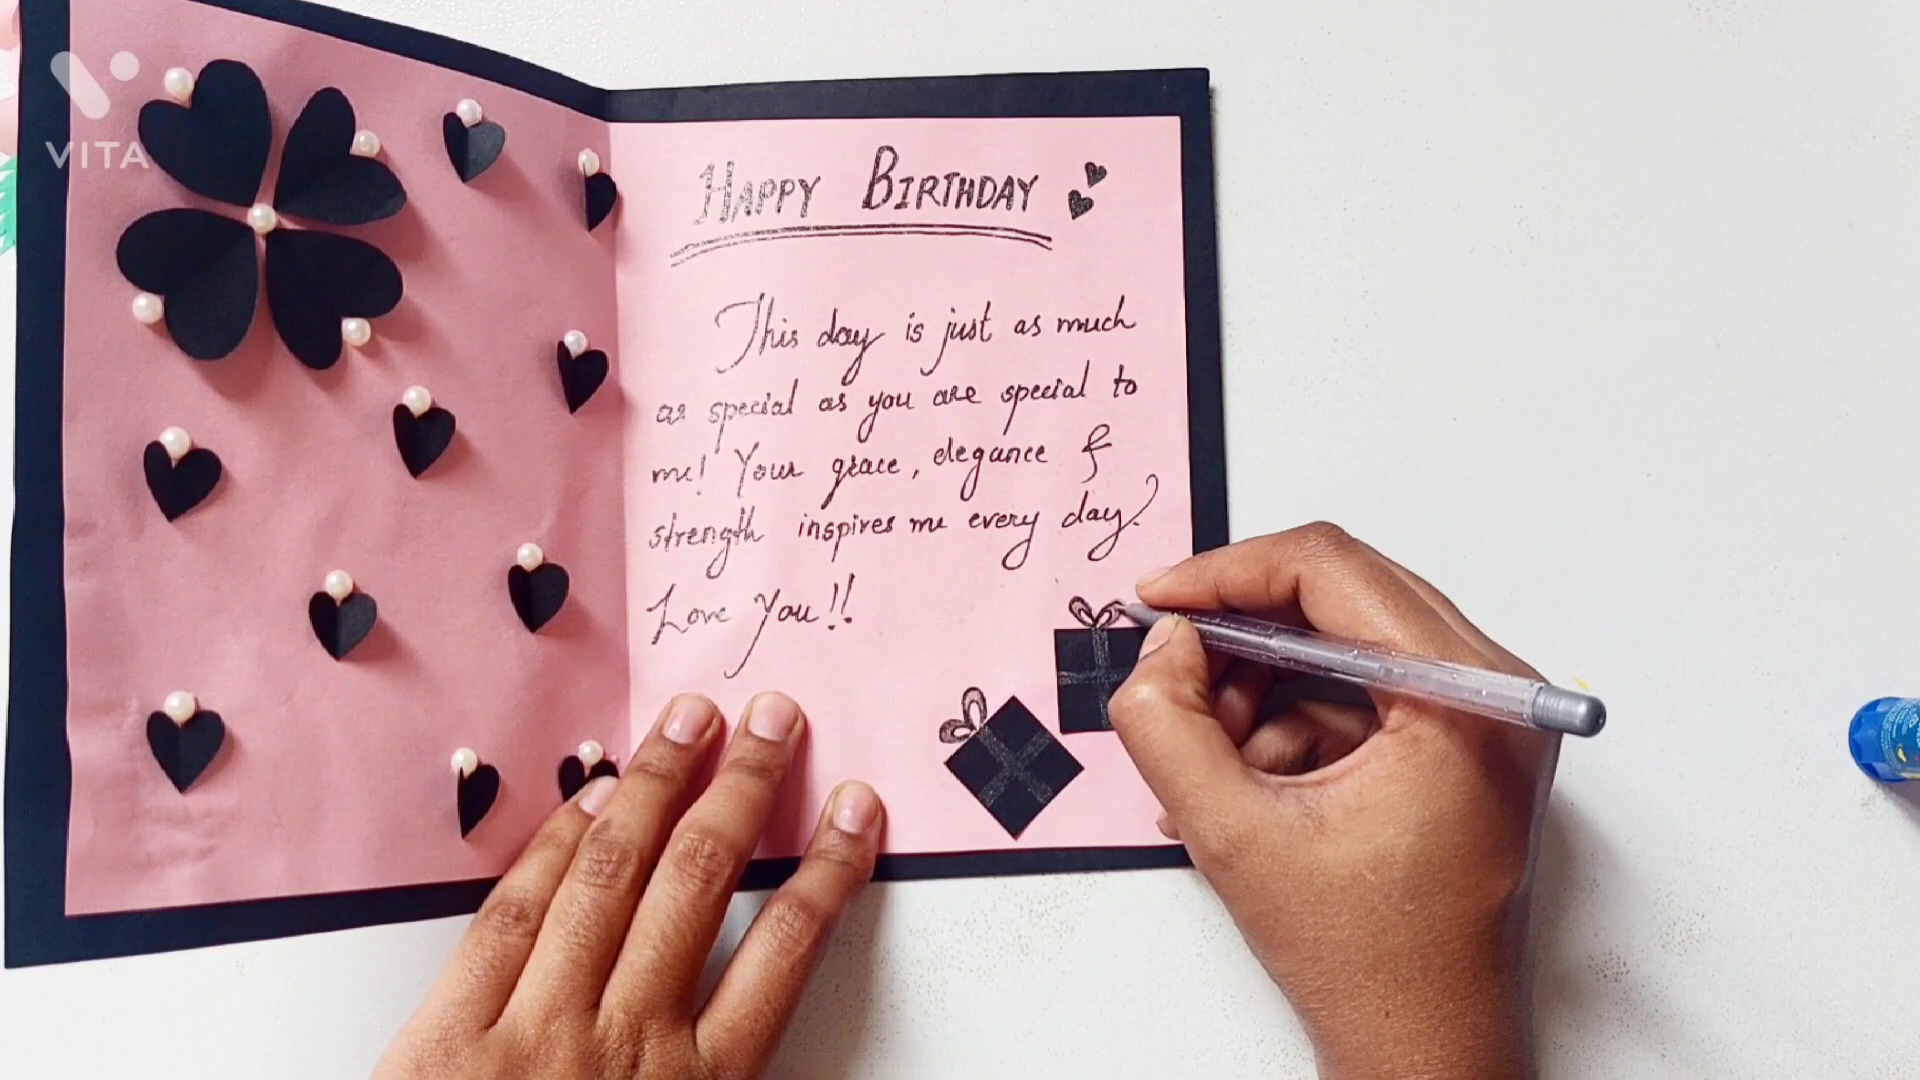 VITA
HAPPY BIRTHDAY
This day is just as much
as special as you are special to
me! Your grace, elegance &
strength inspires me every day.
Love You!!